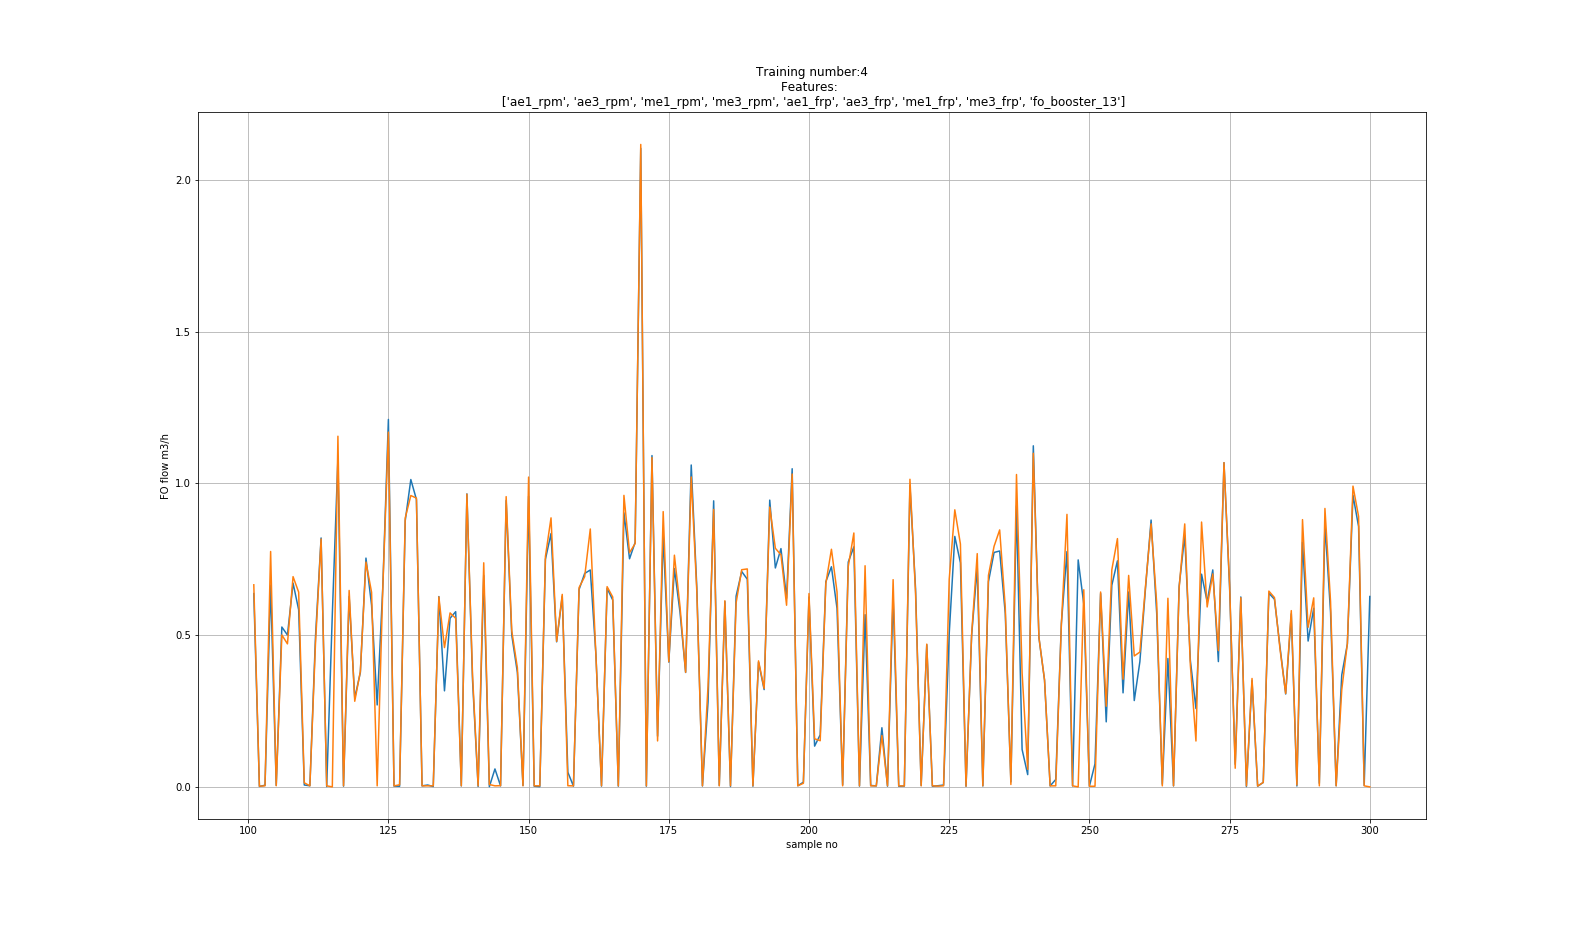 Training number:4
Features:
['ae1_rpm', 'ae3_rpm', 'me1_rpm', 'me3_rpm', 'ae1_frp', 'ae3_frp', 'me1_frp', 'me3_frp', 'fo_booster_13']
2.0
1.5
1.0
0.5
0.0
FO flow m3/h
100 125 150 175 200 225 250 275 300
sample no